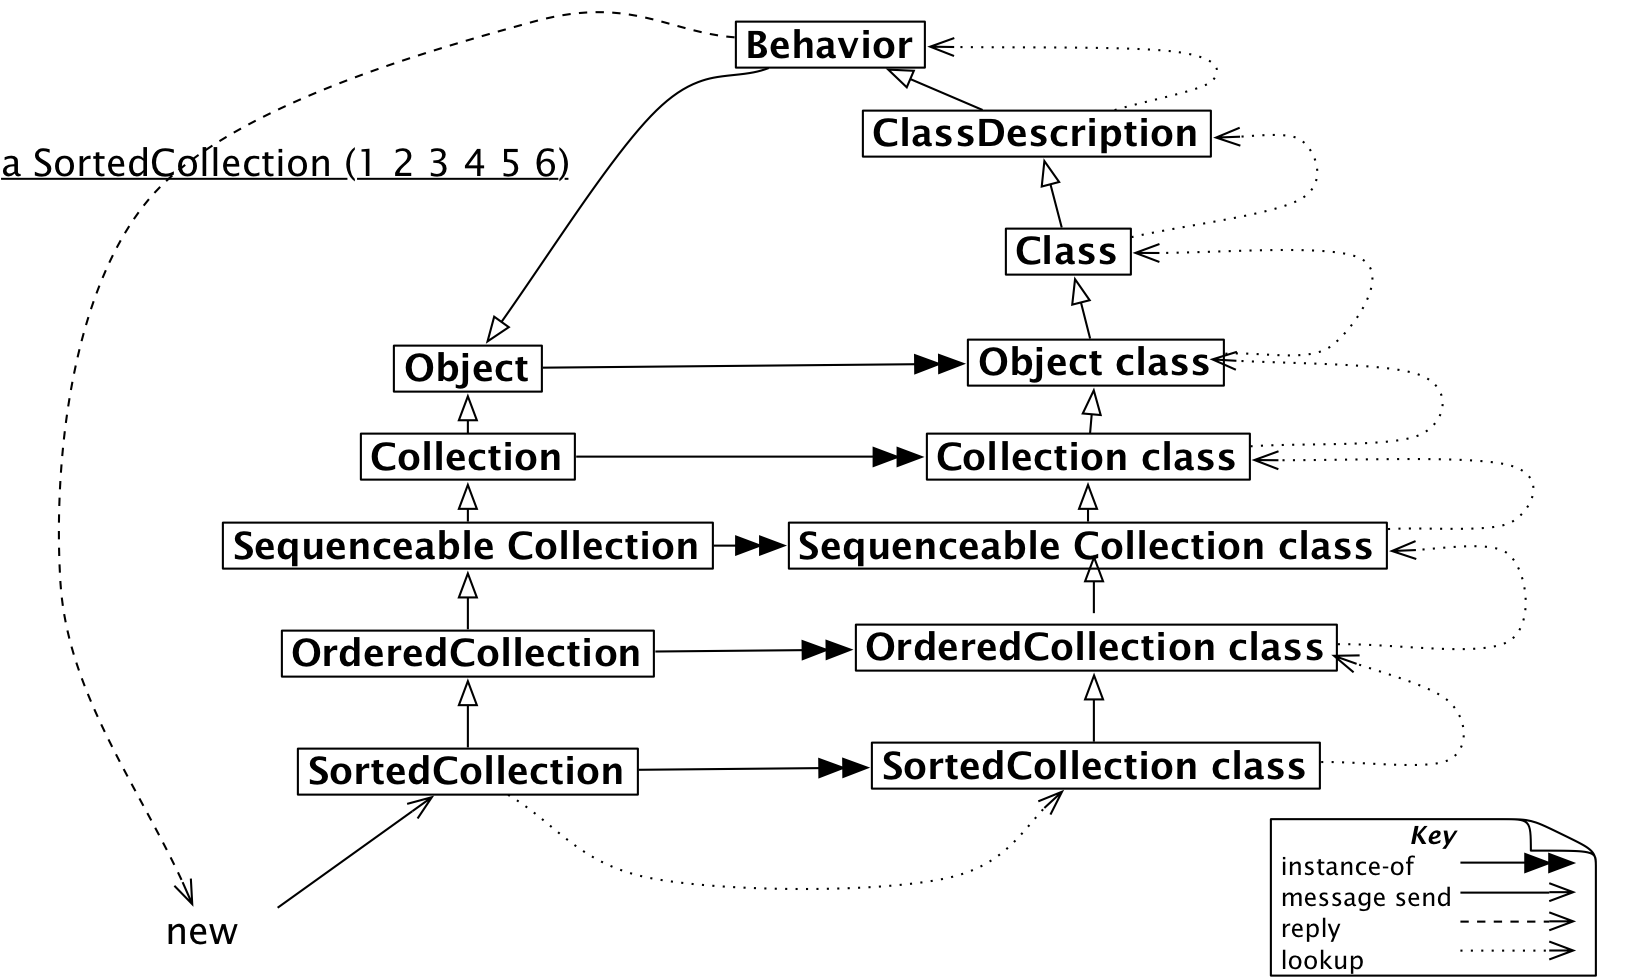 Behavior
ClassDescription
a SortedCollection (1 2 3 4 5 6)
Class
Object
Object class
Collection
Collection class
Sequenceable Collection
Sequenceable Collection class
OrderedCollection
OrderedCollection class
SortedCollection
SortedCollection class
new
Key
instance-of
message send
reply
lookup